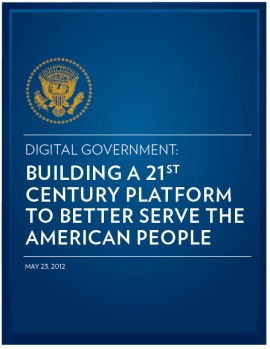 DIGITAL GOVERNMENT:
BUILDING A 21ST
CENTURY PLATFORM
TO BETTER SERVE THE
AMERICAN PEOPLE
MAY 23, 2012